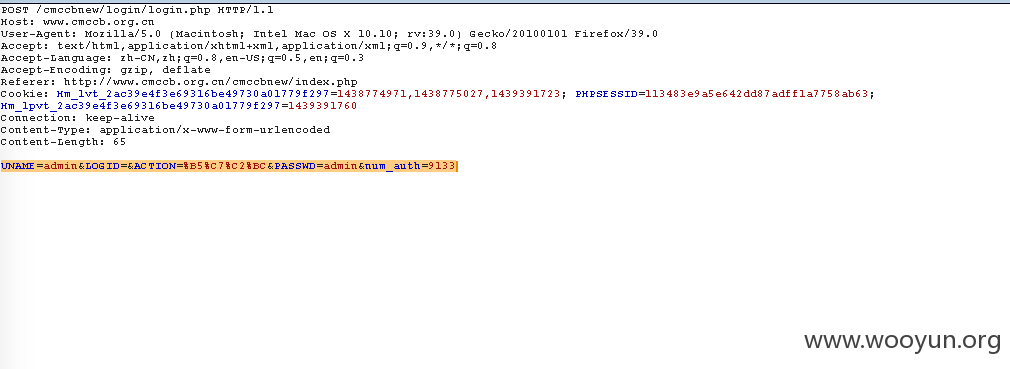 POST /cmccbnew/login/login.php HTTP/1.1
Host: www.cmccb.org.cn
User-Agent: Mozilla/5.0 (Macintosh; Intel Mac OS X 10.10; rv:39.0) Gecko/20100101 Firefox/39.0
Accept: text/html,application/xhtml+xml,application/xml;q=0.9,*/*;q=0.8
Accept-Language: zh-CN,zh;q=0.8,en-US;q=0.5,en;q=0.3
Accept-Encoding: gzip, deflate
Referer: http://www.cmccb.org.cn/cmccbnew/index.php
Cookie: Hm_lvt_2ac39e4f3e69316be49730a01779f297=1438774971,1438775027,1439391723; PHPSESSID=113483e9a5e642dd87adff1a7758ab63;
Hm_lpvt_2ac39e4f3e69316be49730a01779f297=1439391760
Connection: keep-alive
Content-Type: application/x-www-form-urlencoded
Content-Length: 65
UNAME=admin&LOGID=&ACTION=%B5%C7%C2%BC&PASSWD=admin&num_auth=9133
www.wooyun.org